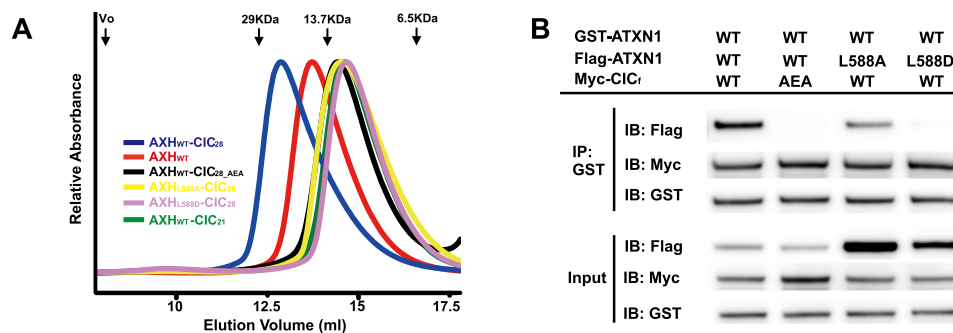 A
Vo
29KDa
13.7KDa
6.5KDa
Relative Absorbance
AXHWT-CIC28
AXHWT
AXHWT-CIC28_AEA
AXHL588A-CIC28
AXHL588D-CIC28
AXHWT-CIC21
10
12.5
15
17.5
Elution Volume (ml)
B
GST-ATXN1 WT WT WT WT
Flag-ATXN1 WT WT L588A L588D
Myc-CICf WT AEA WT WT
IP: GST
IB: Flag
IB: Myc
IB: GST
Input
IB: Flag
IB: Myc
IB: GST